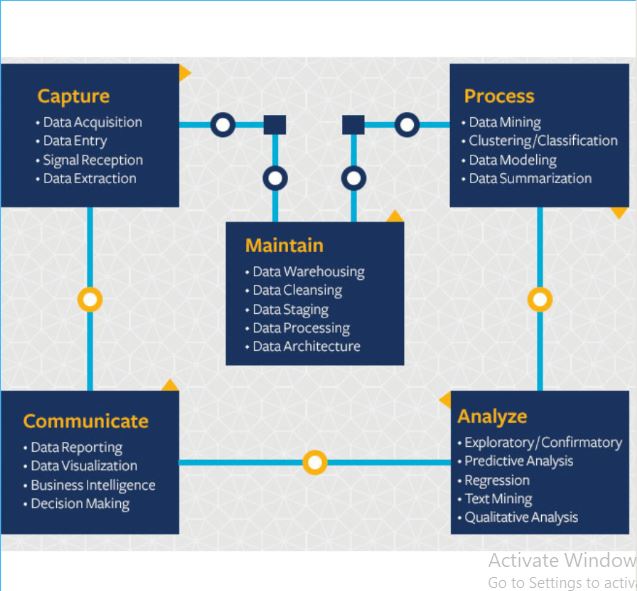 Capture
• Data Acquisition
• Data Entry
• Signal Reception
• Data Extraction
Process
• Data Mining
• Clustering/Classification
• Data Modeling
• Data Summarization
Maintain
• Data Warehousing
• Data Cleansing
• Data Staging
• Data Processing
• Data Architecture
Communicate
• Data Reporting
• Data Visualization
• Business Intelligence
• Decision Making
Analyze
• Exploratory/Confirmatory
• Predictive Analysis
• Regression
• Text Mining
• Qualitative Analysis
Activate Window
Go to Settings to activa